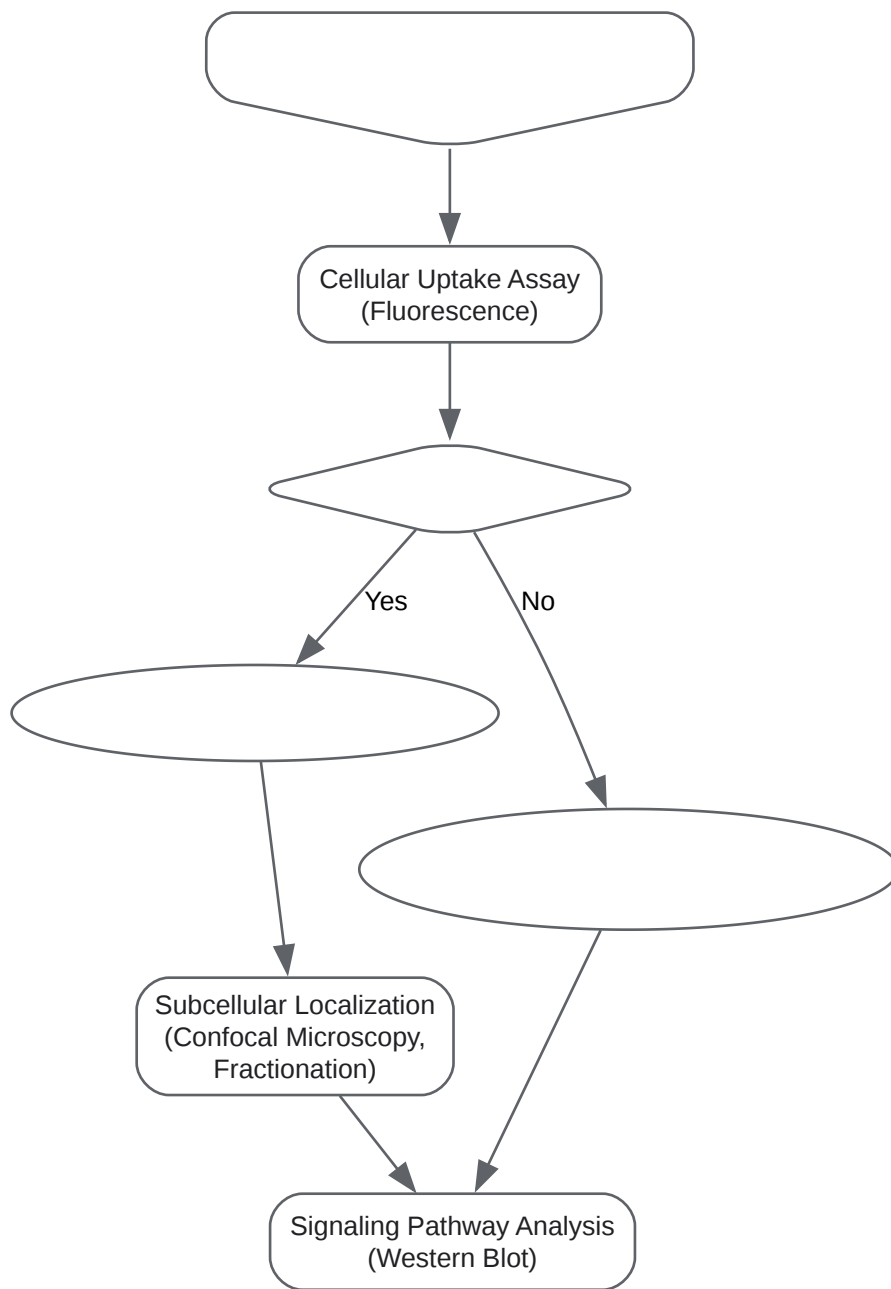 Cellular Uptake Assay
(Fluorescence)
Yes
No
Subcellular Localization
(Confocal Microscopy,
Fractionation)
Signaling Pathway Analysis
(Western Blot)